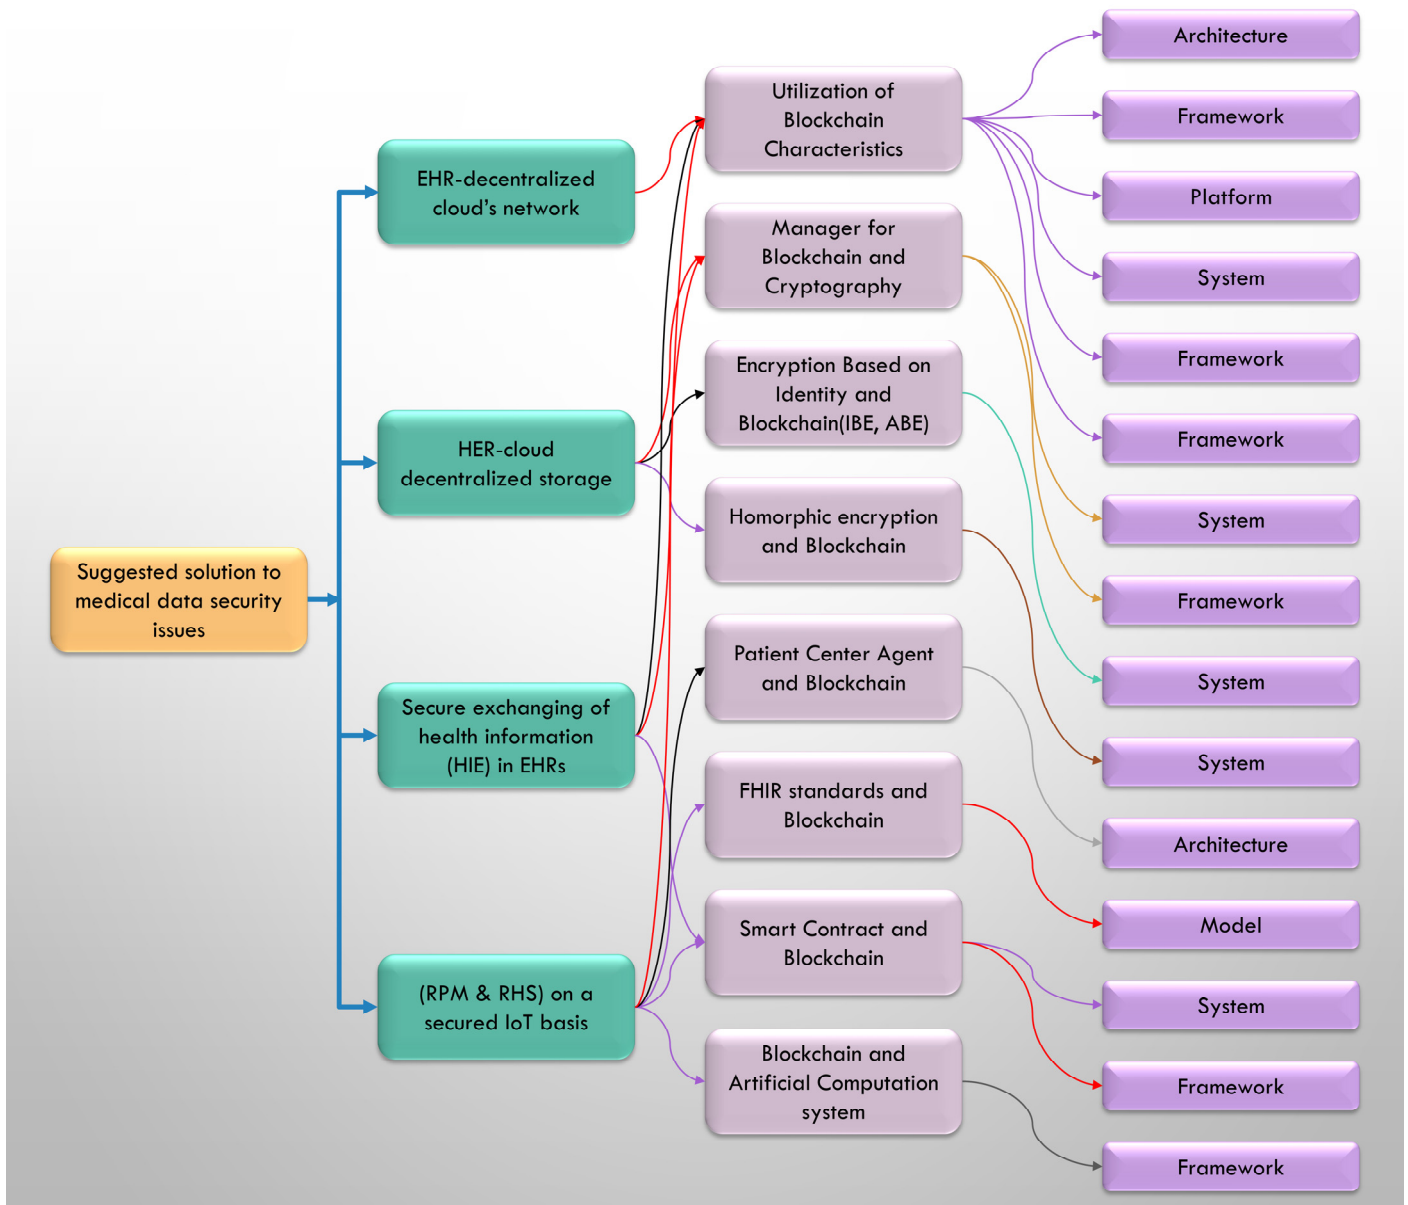 Suggested solution to
medical data security
issues
EHR-decentralized
cloud's network
HER-cloud
decentralized storage
Secure exchanging of
health information
(HIE) in EHRs
(RPM & RHS) on a
secured IoT basis
Utilization of
Blockchain
Characteristics
Manager for
Blockchain and
Cryptography
Encryption Based on
Identity and
Blockchain(IBE, ABE)
Homorphic encryption
and Blockchain
Patient Center Agent
and Blockchain
FHIR standards and
Blockchain
Smart Contract and
Blockchain
Blockchain and
Artificial Computation
system
Architecture
Framework
Platform
System
Framework
Framework
System
Framework
System
System
Architecture
Model
System
Framework
Framework